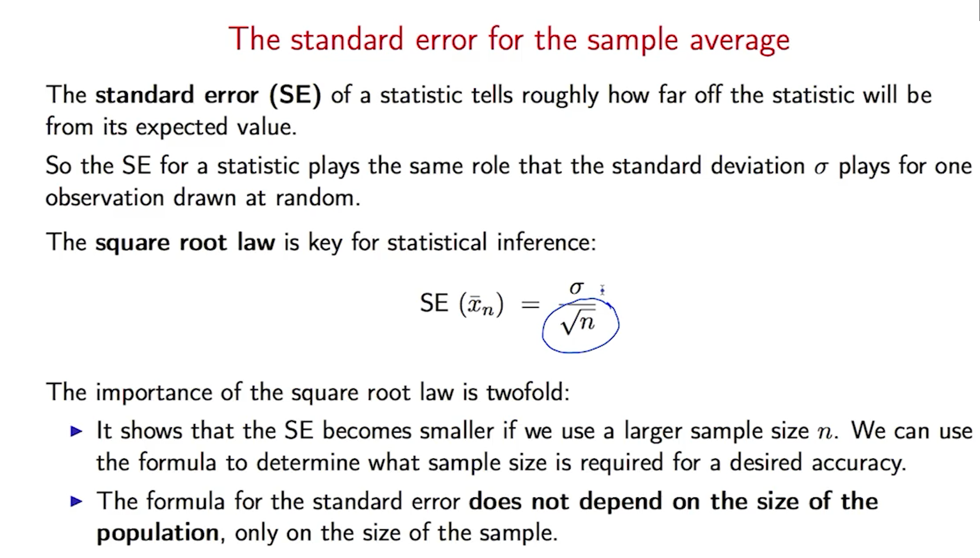 The standard error for the sample average
The standard error (SE) of a statistic tells roughly how far off the statistic will be
from its expected value.
So the SE for a statistic plays the same role that the standard deviation σ plays for one
observation drawn at random.
The square root law is key for statistical inference:
SE (x̄ₙ) = σ/√n
The importance of the square root law is twofold:
▶ It shows that the SE becomes smaller if we use a larger sample size n. We can use
the formula to determine what sample size is required for a desired accuracy.
▶ The formula for the standard error does not depend on the size of the
population, only on the size of the sample.